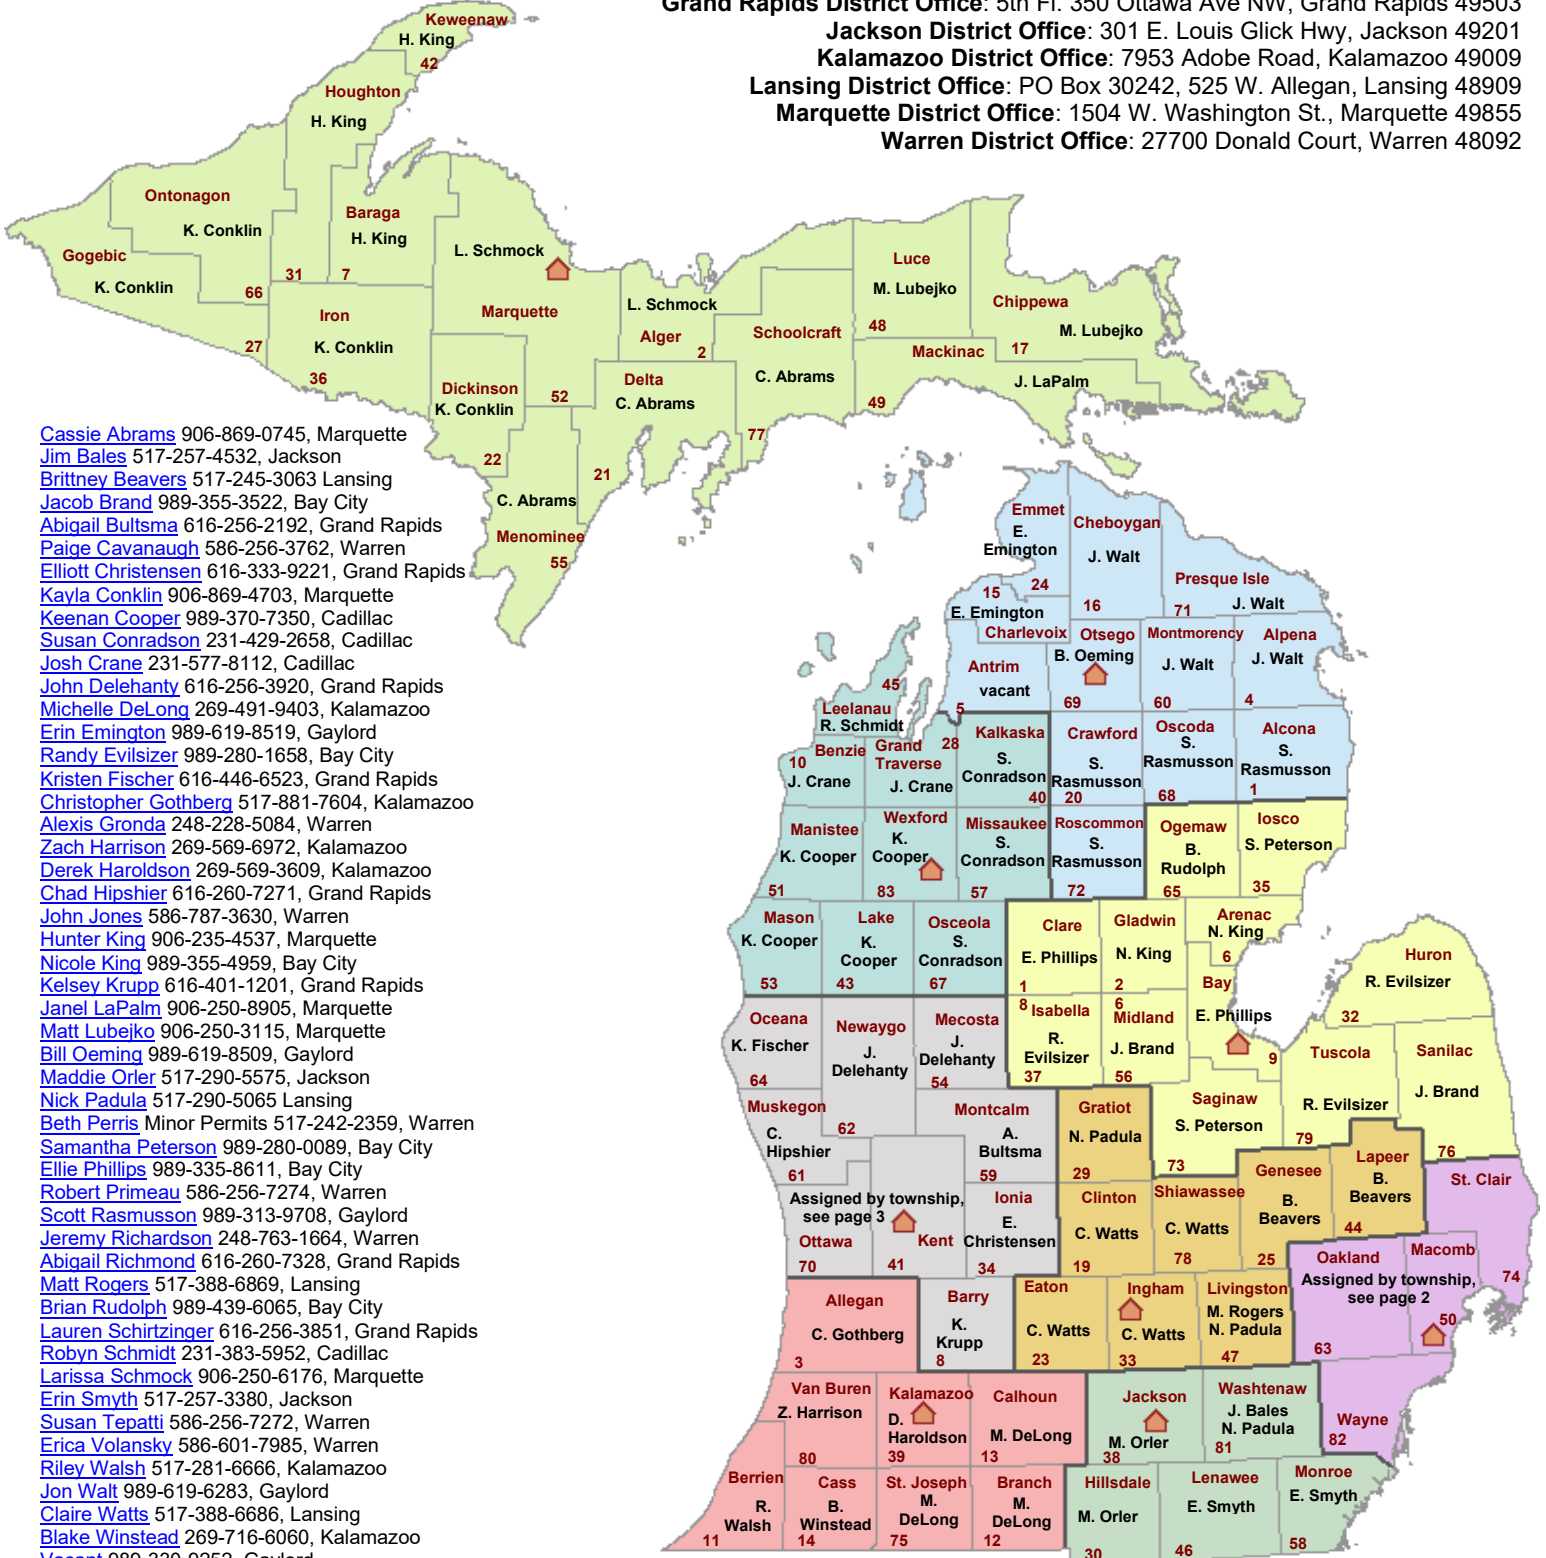 Grand Rapids District Office: 5th Fl. 350 Ottawa Ave NW, Grand Rapids 49503
Jackson District Office: 301 E. Louis Glick Hwy, Jackson 49201
Kalamazoo District Office: 7953 Adobe Road, Kalamazoo 49009
Lansing District Office: PO Box 30242, 525 W. Allegan, Lansing 48909
Marquette District Office: 1504 W. Washington St., Marquette 49855
Warren District Office: 27700 Donald Court, Warren 48092
Keweenaw
H. King
42
Houghton
H. King
31
Ontonagon
K. Conklin
66
Gogebic
K. Conklin
27
Baraga
H. King
7
Iron
K. Conklin
36
L. Schmock
Marquette
52
Dickinson
K. Conklin
22
L. Schmock
Alger
2
Delta
C. Abrams
21
C. Abrams
Menominee
55
Schoolcraft
C. Abrams
77
Luce
M. Lubejko
48
Chippewa
M. Lubejko
17
Mackinac
J. LaPalm
49
Cassie Abrams 906-869-0745, Marquette
Jim Bales 517-257-4532, Jackson
Brittney Beavers 517-245-3063 Lansing
Jacob Brand 989-355-3522, Bay City
Abigail Bultsma 616-256-2192, Grand Rapids
Paige Cavanaugh 586-256-3762, Warren
Elliott Christensen 616-333-9221, Grand Rapids
Kayla Conklin 906-869-4703, Marquette
Keenan Cooper 989-370-7350, Cadillac
Susan Conradson 231-429-2658, Cadillac
Josh Crane 231-577-8112, Cadillac
John Delehanty 616-256-3920, Grand Rapids
Michelle DeLong 269-491-9403, Kalamazoo
Erin Emington 989-619-8519, Gaylord
Randy Evilsizer 989-280-1658, Bay City
Kristen Fischer 616-446-6523, Grand Rapids
Christopher Gothberg 517-881-7604, Kalamazoo
Alexis Gronda 248-228-5084, Warren
Zach Harrison 269-569-6972, Kalamazoo
Derek Haroldson 269-569-3609, Kalamazoo
Chad Hipshier 616-260-7271, Grand Rapids
John Jones 586-787-3630, Warren
Hunter King 906-235-4537, Marquette
Nicole King 989-355-4959, Bay City
Kelsey Krupp 616-401-1201, Grand Rapids
Janel LaPalm 906-250-8905, Marquette
Matt Lubejko 906-250-3115, Marquette
Bill Oeming 989-619-8509, Gaylord
Maddie Orler 517-290-5575, Jackson
Nick Padula 517-290-5065 Lansing
Beth Perris Minor Permits 517-242-2359, Warren
Samantha Peterson 989-280-0089, Bay City
Ellie Phillips 989-335-8611, Bay City
Robert Primeau 586-256-7274, Warren
Scott Rasmusson 989-313-9708, Gaylord
Jeremy Richardson 248-763-1664, Warren
Abigail Richmond 616-260-7328, Grand Rapids
Matt Rogers 517-388-6869, Lansing
Brian Rudolph 989-439-6065, Bay City
Lauren Schirtzinger 616-256-3851, Grand Rapids
Robyn Schmidt 231-383-5952, Cadillac
Larissa Schmock 906-250-6176, Marquette
Erin Smyth 517-257-3380, Jackson
Susan Tepatti 586-256-7272, Warren
Erica Volansky 586-601-7985, Warren
Riley Walsh 517-281-6666, Kalamazoo
Jon Walt 989-619-6283, Gaylord
Claire Watts 517-388-6686, Lansing
Blake Winstead 269-716-6060, Kalamazoo
Vacant 989-330-9252, Gaylord
Emmet
E.
Emington
24
Cheboygan
J. Walt
16
Presque Isle
J. Walt
71
15
E. Emington
Charlevoix
Antrim
vacant
5
Otsego
B. Oeming
69
Montmorency
J. Walt
60
Alpena
J. Walt
4
45
Leelanau
R. Schmidt
Benzie
10
J. Crane
Grand
Traverse
28
J. Crane
Kalkaska
S.
Conradson
40
Crawford
S.
Rasmusson
20
Oscoda
S.
Rasmusson
68
Alcona
S.
Rasmusson
1
Manistee
K. Cooper
51
Wexford
K.
Cooper
83
Missaukee
S.
Conradson
57
Roscommon
S.
Rasmusson
72
Ogemaw
B.
Rudolph
65
Iosco
S. Peterson
35
Mason
K. Cooper
53
Lake
K.
Cooper
43
Osceola
S.
Conradson
67
Clare
E. Phillips
1
8
Gladwin
N. King
2
6
Arenac
N. King
6
Bay
E. Phillips
9
Huron
R. Evilsizer
32
Oceana
K. Fischer
64
Newaygo
J.
Delehanty
62
Mecosta
J.
Delehanty
54
Isabella
R.
Evilsizer
37
Midland
J. Brand
56
Tuscola
R. Evilsizer
79
Sanilac
J. Brand
76
Muskegon
C.
Hipshier
61
Montcalm
A.
Bultsma
59
Gratiot
N. Padula
29
Saginaw
S. Peterson
73
Genesee
B.
Beavers
25
Lapeer
B.
Beavers
44
St. Clair
74
Assigned by township,
see page 3
Ottawa
70
Kent
41
Ionia
E.
Christensen
34
Clinton
C. Watts
19
Shiawassee
C. Watts
78
Oakland
Macomb
Assigned by township,
see page 2
63
50
Allegan
C. Gothberg
3
Barry
K.
Krupp
8
Eaton
C. Watts
23
Ingham
C. Watts
33
Livingston
M. Rogers
N. Padula
47
Van Buren
Z. Harrison
80
Kalamazoo
D.
Haroldson
39
Calhoun
M. DeLong
13
Jackson
M. Orler
38
Washtenaw
J. Bales
N. Padula
81
Wayne
82
Berrien
R.
Walsh
11
Cass
B.
Winstead
14
St. Joseph
M.
DeLong
75
Branch
M.
DeLong
12
Hillsdale
M. Orler
30
Lenawee
E. Smyth
46
Monroe
E. Smyth
58